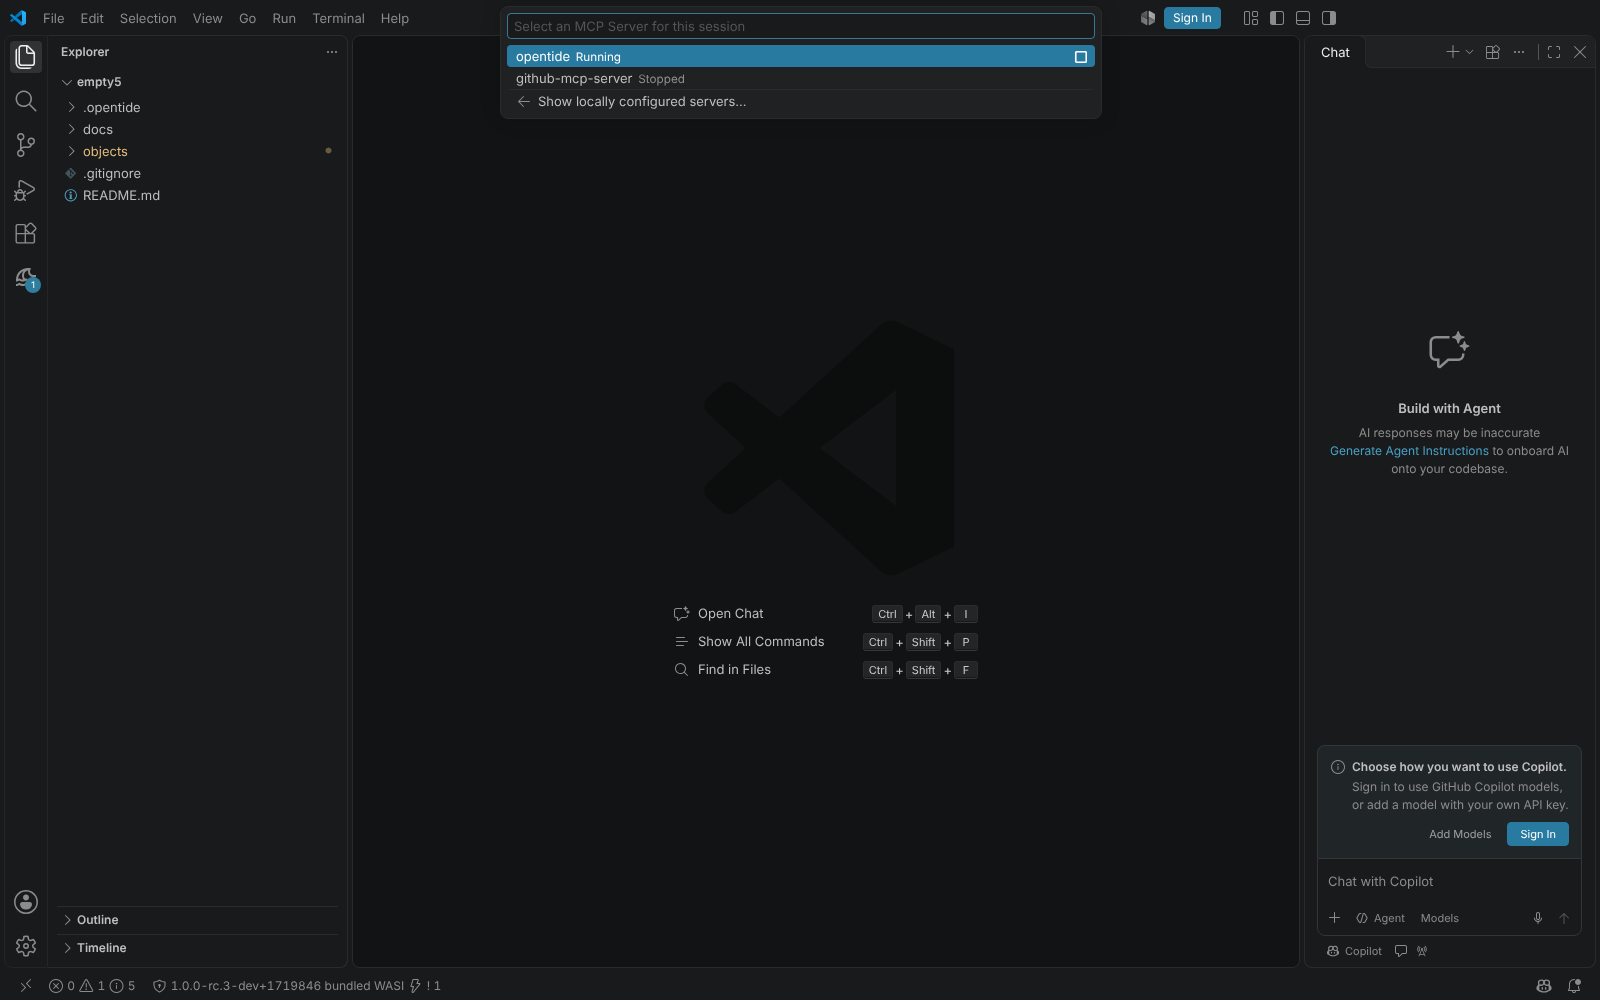 File Edit Selection View Go Run Terminal Help
Select an MCP Server for this session
Sign In
opentide Running
github-mcp-server Stopped
Show locally configured servers...
Explorer
empty5
.opentide
docs
objects
.gitignore
README.md
1
Open Chat Ctrl + Alt + I
Show All Commands Ctrl + Shift + P
Find in Files Ctrl + Shift + F
Outline
Timeline
Chat
Build with Agent
AI responses may be inaccurate
Generate Agent Instructions to onboard AI
onto your codebase.
Choose how you want to use Copilot.
Sign in to use GitHub Copilot models,
or add a model with your own API key.
Add Models Sign In
Chat with Copilot
Agent Models
Copilot
0 1 5 1.0.0-rc.3-dev+1719846 bundled WASI ! 1